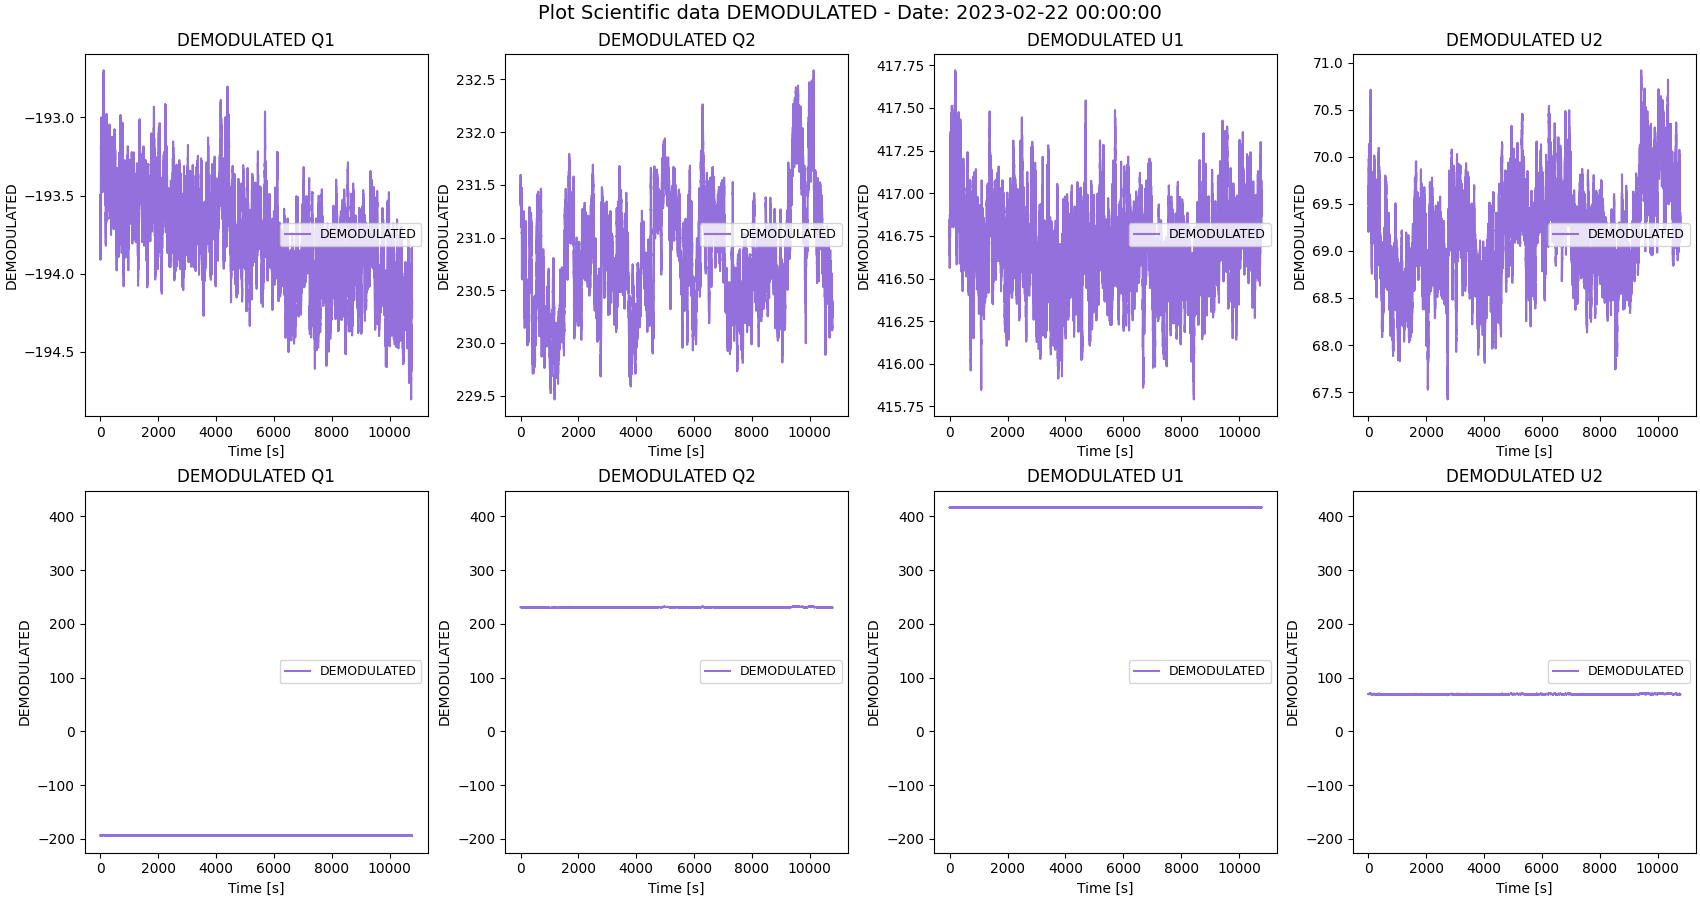 Plot Scientific data DEMODULATED - Date: 2023-02-22 00:00:00
DEMODULATED Q1
DEMODULATED
−193.0
−193.5
−194.0
−194.5
0 2000 4000 6000 8000 10000
Time [s]
DEMODULATED
DEMODULATED Q2
DEMODULATED
232.5
232.0
231.5
231.0
230.5
230.0
229.5
0 2000 4000 6000 8000 10000
Time [s]
DEMODULATED
DEMODULATED U1
DEMODULATED
417.75
417.50
417.25
417.00
416.75
416.50
416.25
416.00
415.75
0 2000 4000 6000 8000 10000
Time [s]
DEMODULATED
DEMODULATED U2
DEMODULATED
71.0
70.5
70.0
69.5
69.0
68.5
68.0
67.5
0 2000 4000 6000 8000 10000
Time [s]
DEMODULATED
DEMODULATED Q1
DEMODULATED
400
300
200
100
0
−100
−200
0 2000 4000 6000 8000 10000
Time [s]
DEMODULATED
DEMODULATED Q2
DEMODULATED
400
300
200
100
0
−100
−200
0 2000 4000 6000 8000 10000
Time [s]
DEMODULATED
DEMODULATED U1
DEMODULATED
400
300
200
100
0
−100
−200
0 2000 4000 6000 8000 10000
Time [s]
DEMODULATED
DEMODULATED U2
DEMODULATED
400
300
200
100
0
−100
−200
0 2000 4000 6000 8000 10000
Time [s]
DEMODULATED